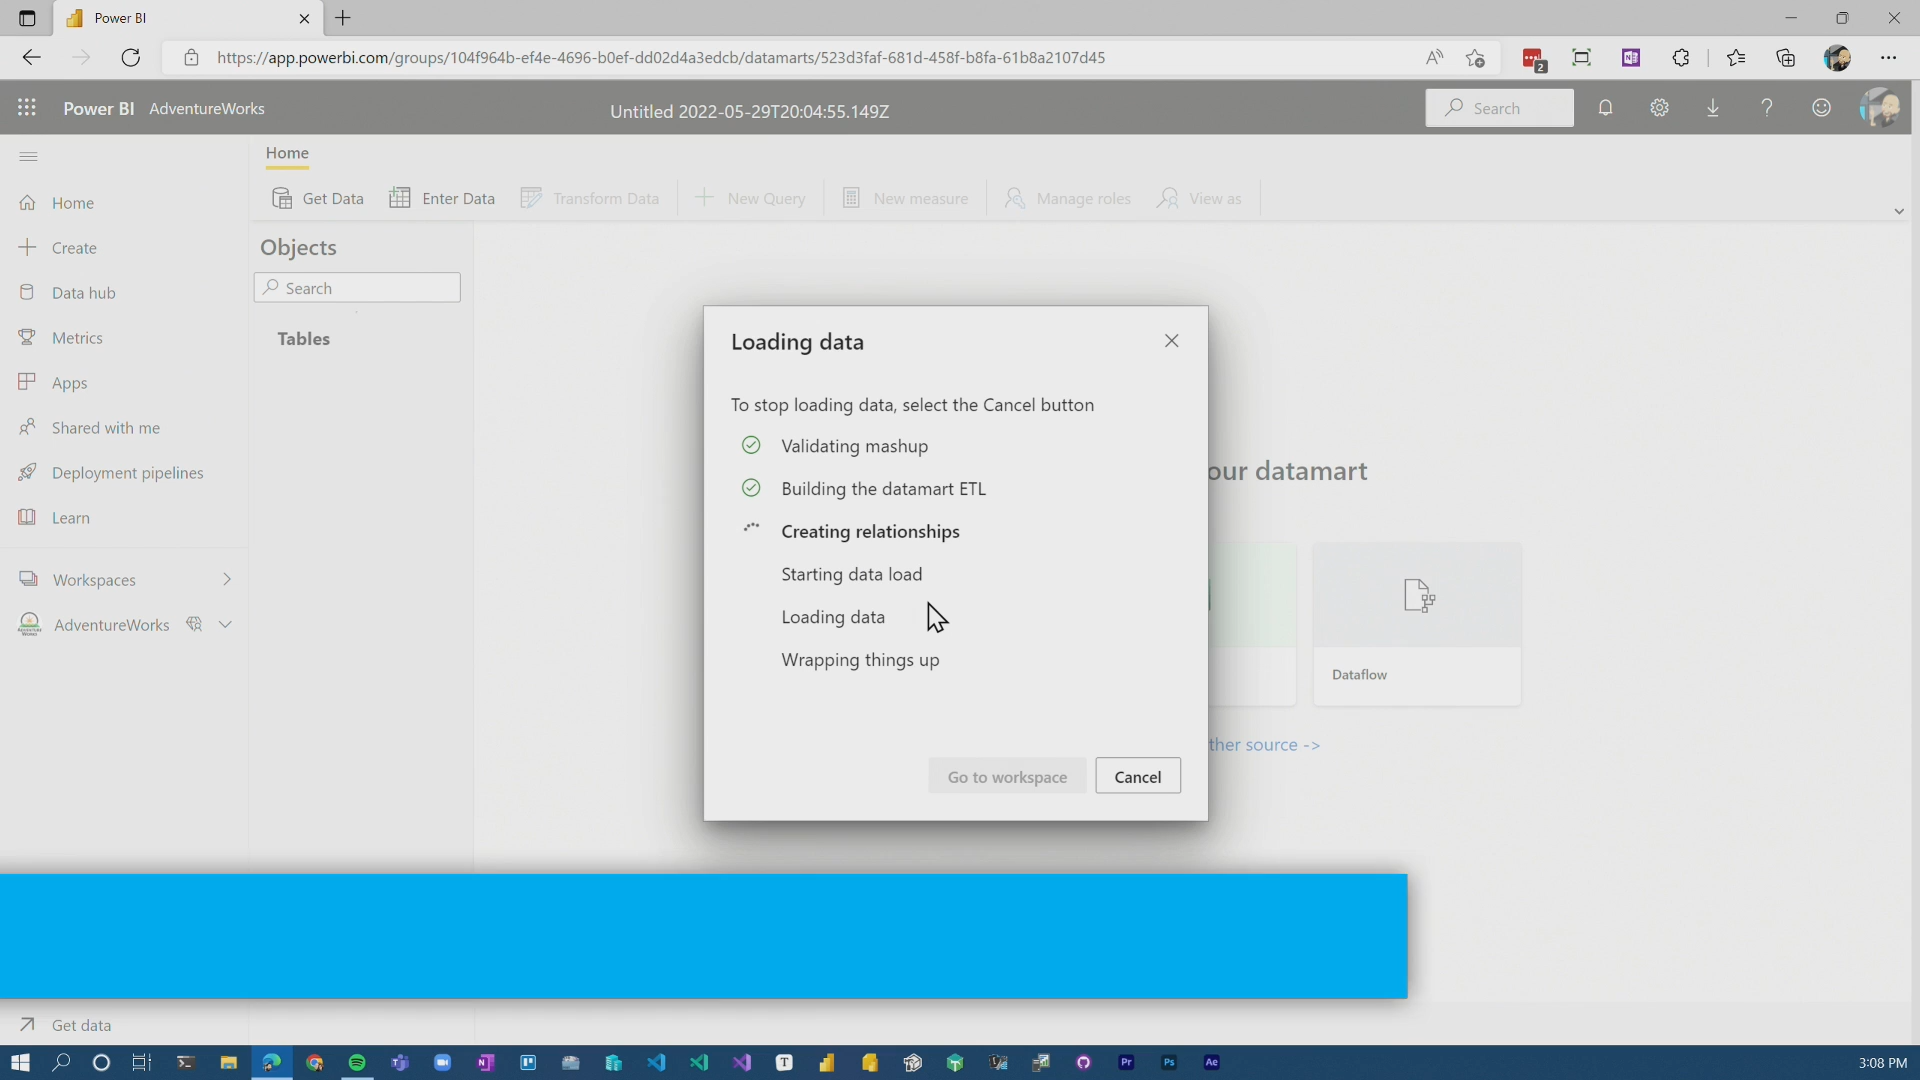 Power BI
https://app.powerbi.com/groups/104f964b-ef4e-4696-b0ef-dd02d4a3edcb/datamarts/523d3faf-681d-458f-b8fa-61b8a2107d45
2
Power BI AdventureWorks
Untitled 2022-05-29T20:04:55.149Z
Search
Home
Get Data
Enter Data
Transform Data
New Query
New measure
Manage roles
View as
Home
Create
Data hub
Metrics
Apps
Shared with me
Deployment pipelines
Learn
Workspaces
AdventureWorks
Get data
Objects
Search
Tables
Loading data
To stop loading data, select the Cancel button
Validating mashup
Building the datamart ETL
Creating relationships
Starting data load
Loading data
Wrapping things up
Go to workspace
Cancel
our datamart
Dataflow
ther source ->
Pr
Ps
Ae
3:08 PM